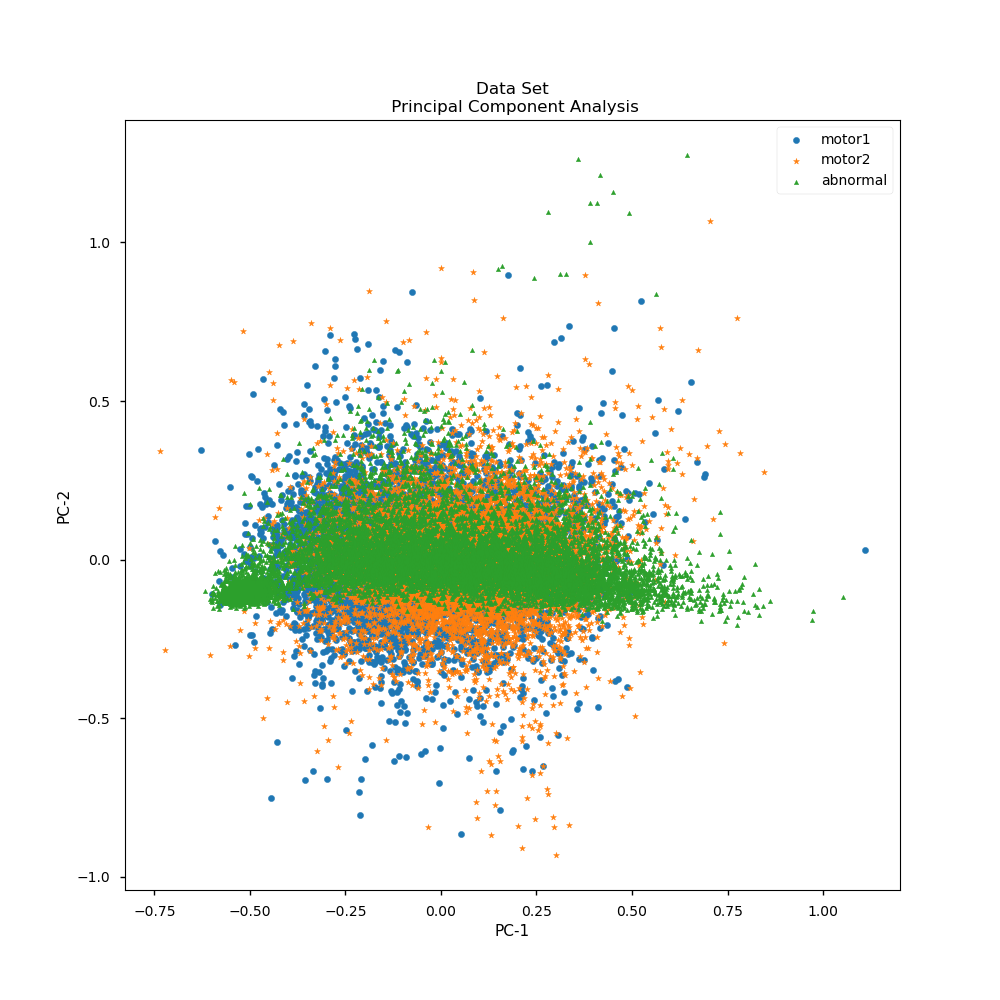 Data Set
Principal Component Analysis
motor1
motor2
abnormal
1.0
0.5
0.0
−0.5
−1.0
PC-2
−0.75 −0.50 −0.25 0.00 0.25 0.50 0.75 1.00
PC-1